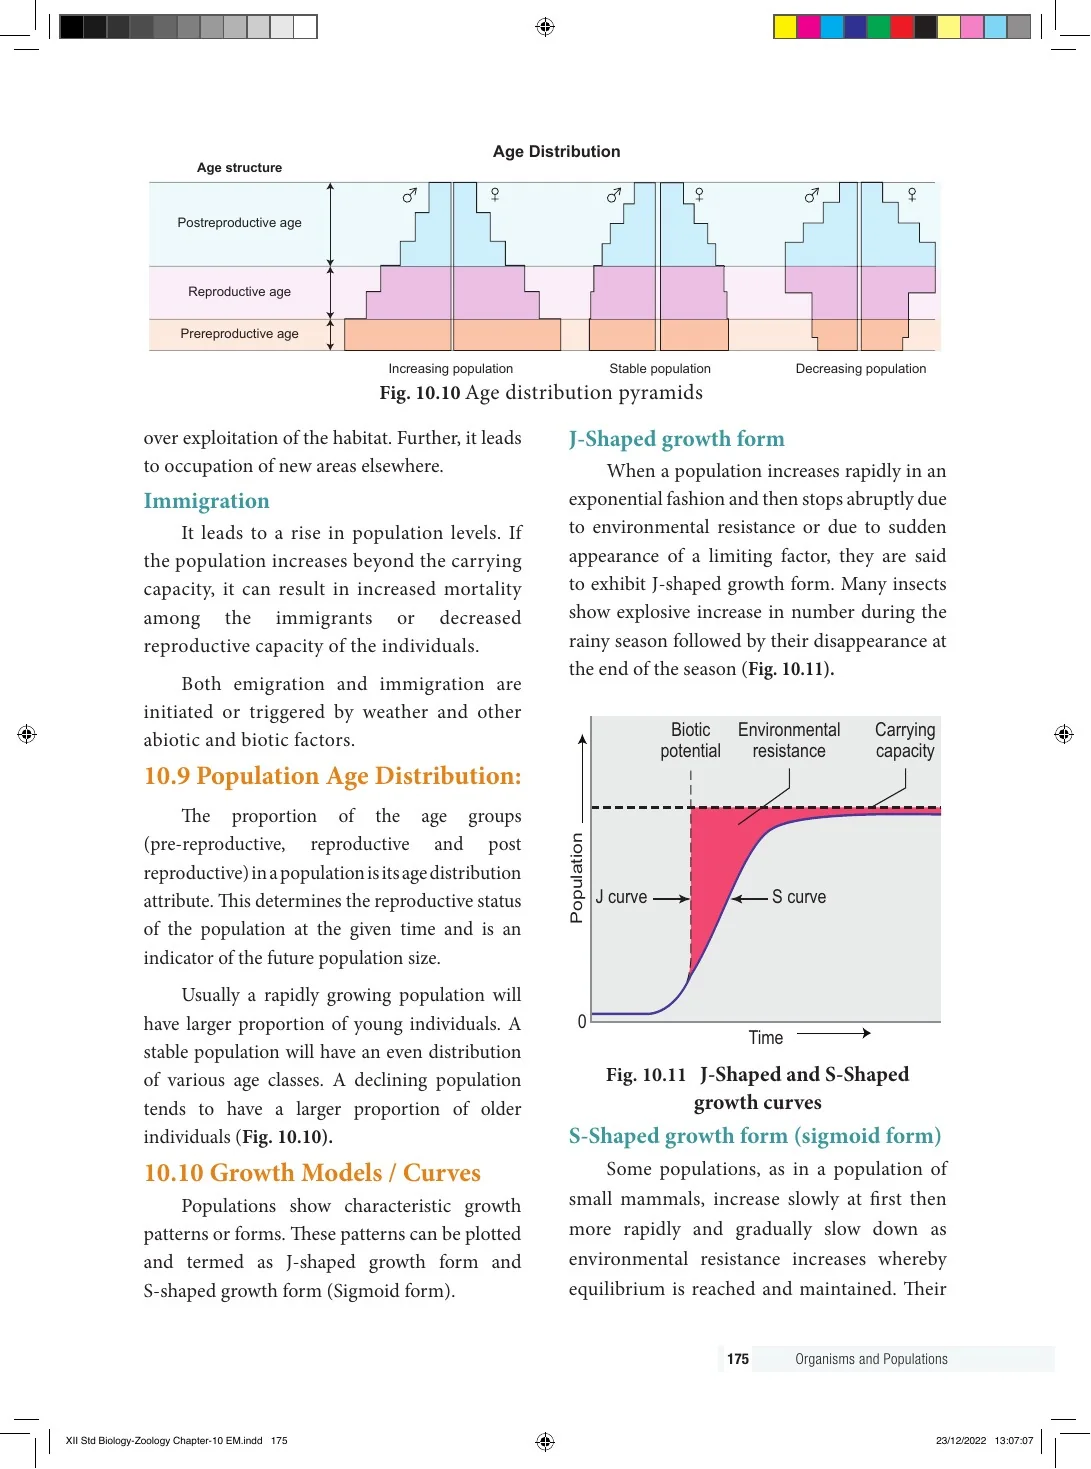 Age Distribution
Age structure
♂ ♀ ♂ ♀ ♂ ♀
Postreproductive age
Reproductive age
Prereproductive age
Increasing population Stable population Decreasing population
Fig. 10.10 Age distribution pyramids
over exploitation of the habitat. Further, it leads
to occupation of new areas elsewhere.
Immigration
It leads to a rise in population levels. If
the population increases beyond the carrying
capacity, it can result in increased mortality
among the immigrants or decreased
reproductive capacity of the individuals.
Both emigration and immigration are
initiated or triggered by weather and other
abiotic and biotic factors.
10.9 Population Age Distribution:
The proportion of the age groups
(pre-reproductive, reproductive and post
reproductive) in a population is its age distribution
attribute. This determines the reproductive status
of the population at the given time and is an
indicator of the future population size.
Usually a rapidly growing population will
have larger proportion of young individuals. A
stable population will have an even distribution
of various age classes. A declining population
tends to have a larger proportion of older
individuals (Fig. 10.10).
10.10 Growth Models / Curves
Populations show characteristic growth
patterns or forms. These patterns can be plotted
and termed as J-shaped growth form and
S-shaped growth form (Sigmoid form).
J-Shaped growth form
When a population increases rapidly in an
exponential fashion and then stops abruptly due
to environmental resistance or due to sudden
appearance of a limiting factor, they are said
to exhibit J-shaped growth form. Many insects
show explosive increase in number during the
rainy season followed by their disappearance at
the end of the season (Fig. 10.11).
Biotic
potential
Environmental
resistance
Carrying
capacity
Population
J curve
S curve
0
Time
Fig. 10.11 J-Shaped and S-Shaped
growth curves
S-Shaped growth form (sigmoid form)
Some populations, as in a population of
small mammals, increase slowly at first then
more rapidly and gradually slow down as
environmental resistance increases whereby
equilibrium is reached and maintained. Their
175 Organisms and Populations
XII Std Biology-Zoology Chapter-10 EM.indd 175
23/12/2022 13:07:07